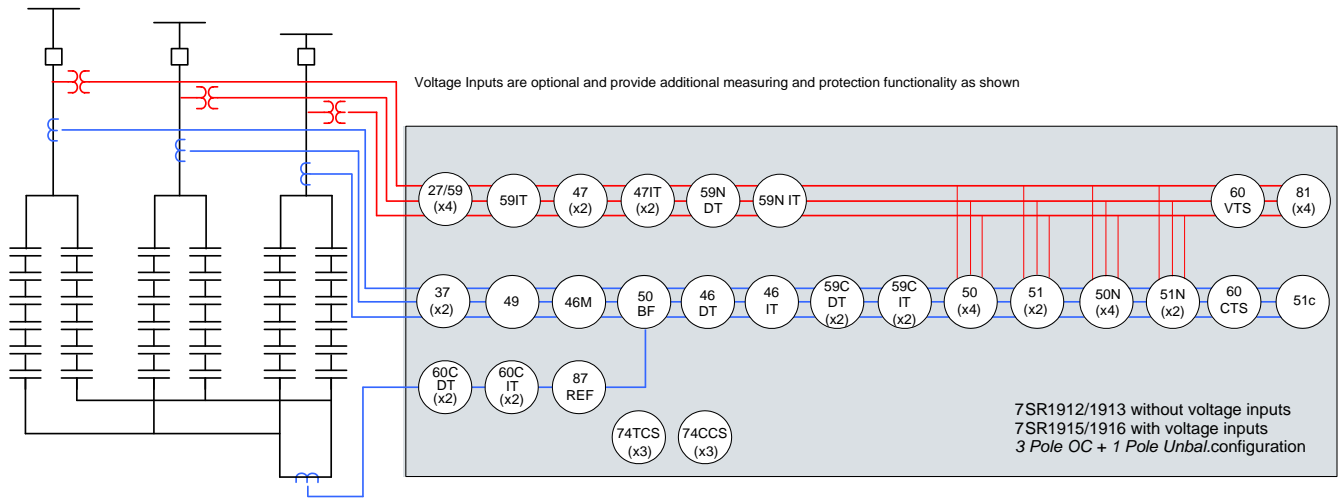 Voltage Inputs are optional and provide additional measuring and protection functionality as shown
27/59
(x4)
59IT
47
(x2)
47IT
(x2)
59N
DT
59N IT
60
VTS
81
(x4)
37
(x2)
49
46M
50
BF
46
DT
46
IT
59C
DT
(x2)
59C
IT
(x2)
50
(x4)
51
(x2)
50N
(x4)
51N
(x2)
60
CTS
51c
60C
DT
(x2)
60C
IT
(x2)
87
REF
74TCS
(x3)
74CCS
(x3)
7SR1912/1913 without voltage inputs
7SR1915/1916 with voltage inputs
3 Pole OC + 1 Pole Unbal.configuration